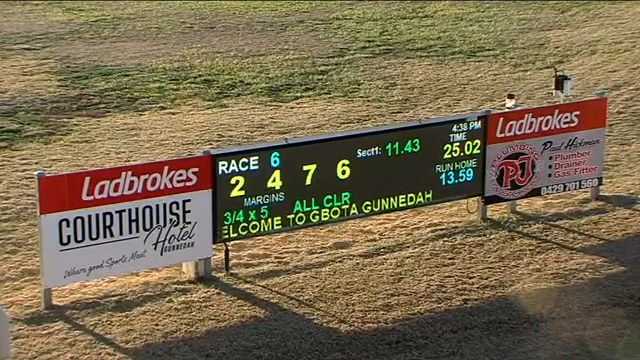 Ladbrokes
COURTHOUSE
Hotel
GUNNEDAH
Where good Sports Meet
RACE 6
2 4 7 6
MARGINS
3/4 x 5 ALL CLR
Sect1: 11.43
4:38 PM
TIME
25.02
RUN HOME
13.59
ELCOME TO GBOTA GUNNEDAH
Ladbrokes
PLUMBING
PJ
Paul Hickman
• Plumber
• Drainer
• Gas Fitter
0429 701 560